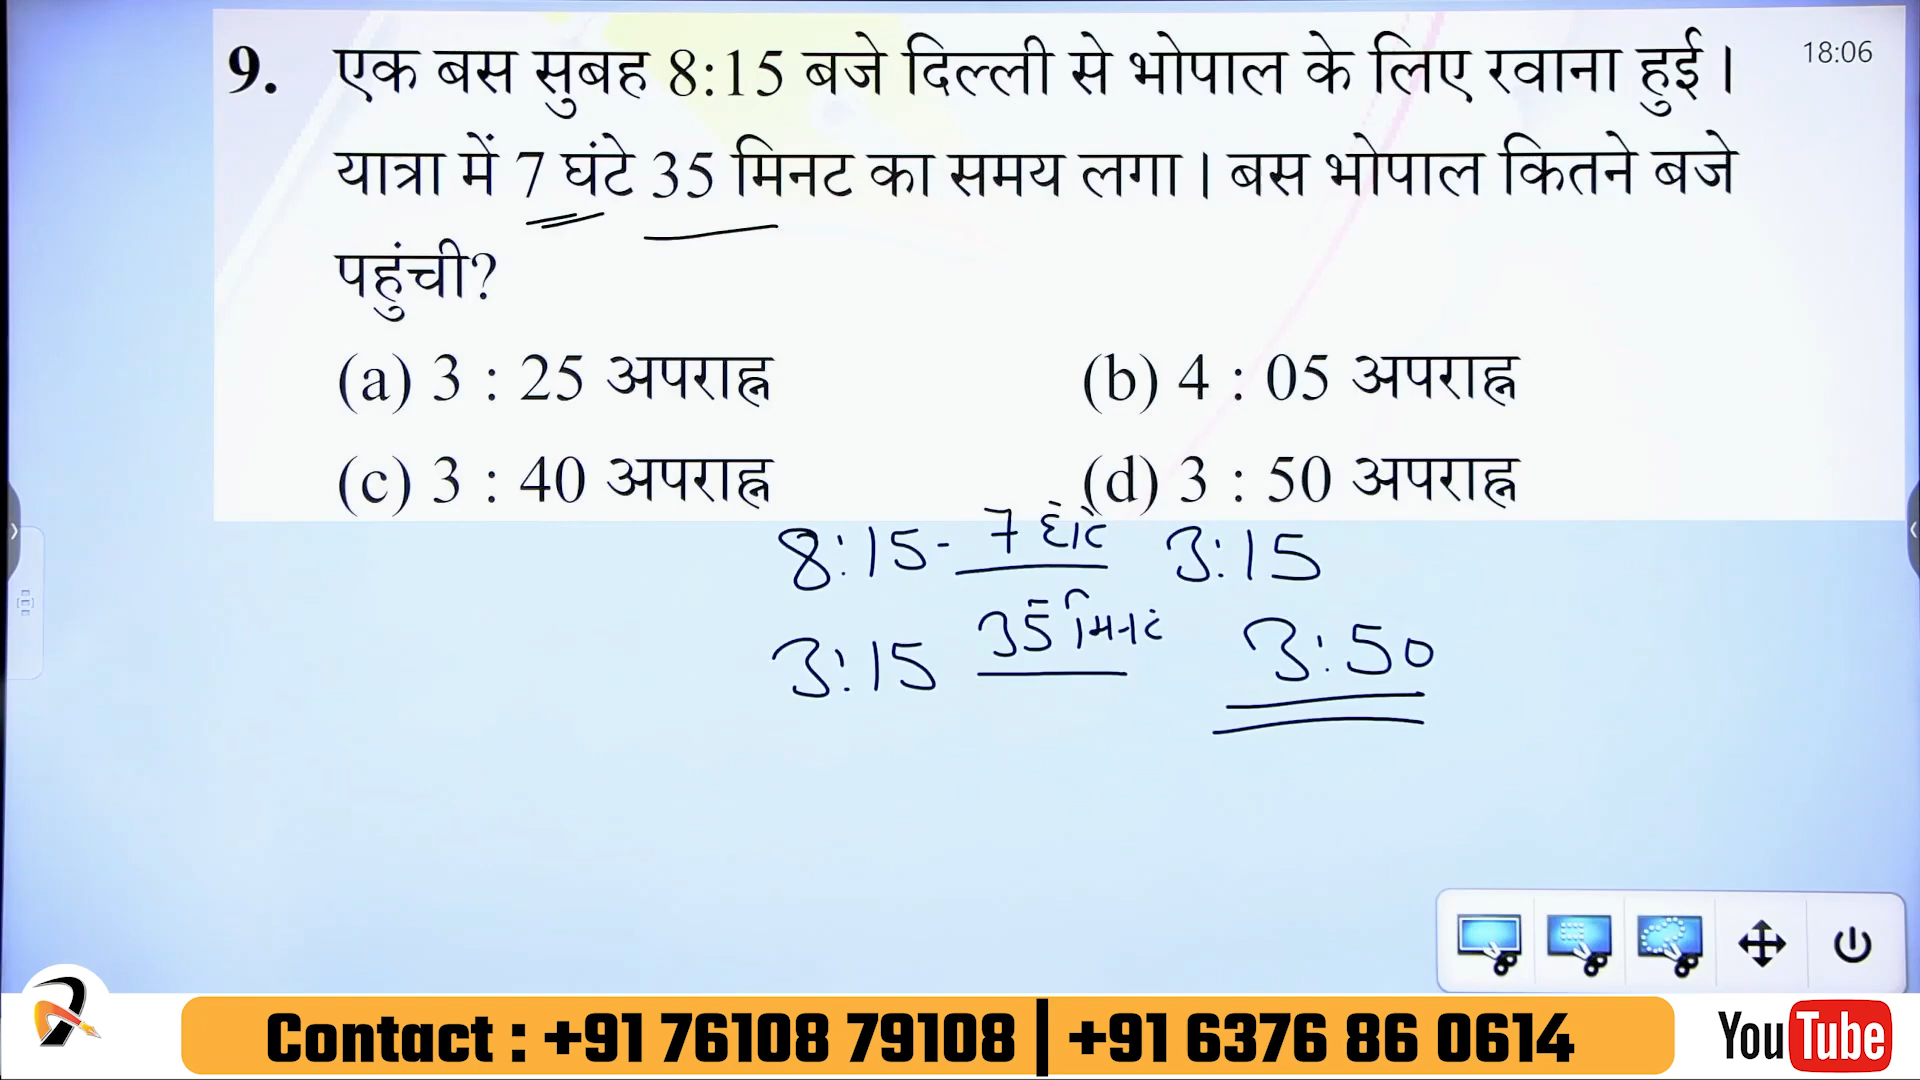 9. एक बस सुबह 8:15 बजे दिल्ली से भोपाल के लिए रवाना हुई।
18:06
यात्रा में 7 घंटे 35 मिनट का समय लगा। बस भोपाल कितने बजे
पहुंची?
(a) 3 : 25 अपराह्न (b) 4 : 05 अपराह्न
(c) 3 : 40 अपराह्न (d) 3 : 50 अपराह्न
8:15- 7 घंटे 3:15
3:15 35 मिनट 3:50
Contact : +91 76108 79108 | +91 6376 86 0614
YouTube